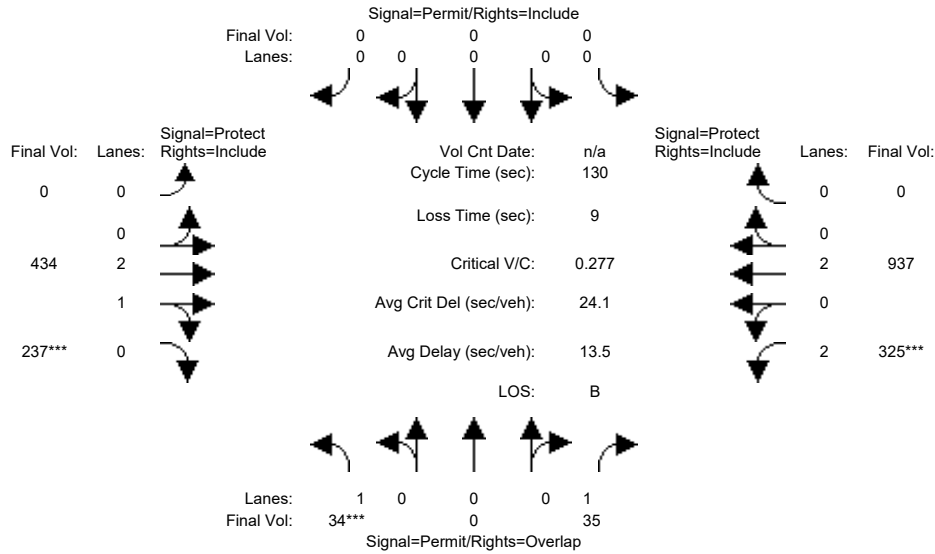 Signal=Permit/Rights=Include
Final Vol: 0 0 0
Lanes: 0 0 0 0 0
Signal=Protect Signal=Protect
Final Vol: Lanes: Rights=Include Vol Cnt Date: n/a Rights=Include Lanes: Final Vol:
Cycle Time (sec): 130
0 0 0 0
Loss Time (sec): 9
0 0
434 2 Critical V/C: 0.277 2 937
1 Avg Crit Del (sec/veh): 24.1 0
237*** 0 Avg Delay (sec/veh): 13.5 2 325***
LOS: B
Lanes: 1 0 0 0 1
Final Vol: 34*** 0 35
Signal=Permit/Rights=Overlap